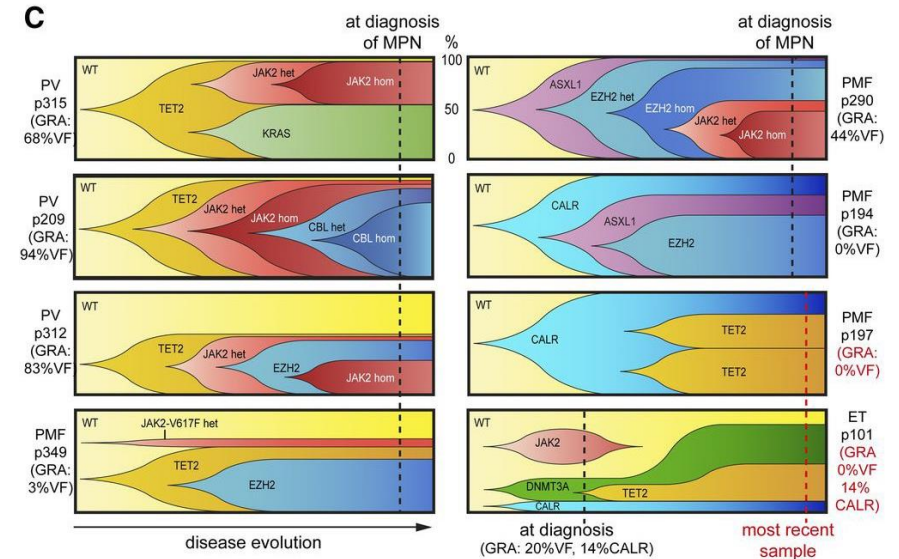 C
at diagnosis
of MPN
%
at diagnosis
of MPN
100
50
0
PV
p315
(GRA:
68%VF)
WT
TET2
JAK2 het
JAK2 hom
KRAS
PMF
p290
(GRA:
44%VF)
WT
ASXL1
EZH2 het
EZH2 hom
JAK2 het
JAK2 hom
PV
p209
(GRA:
94%VF)
WT
TET2
JAK2 het
JAK2 hom
CBL het
CBL hom
PMF
p194
(GRA:
0%VF)
WT
CALR
ASXL1
EZH2
PV
p312
(GRA:
83%VF
WT
TET2
JAK2 het
EZH2
JAK2 hom
PMF
p197
(GRA:
0%VF)
WT
CALR
TET2
TET2
PMF
p349
(GRA:
3%VF)
WT
JAK2-V617F het
TET2
EZH2
ET
p101
(GRA
0%VF
14%
CALR)
WT
JAK2
DNMT3A
TET2
CALR
disease evolution
at diagnosis
(GRA: 20%VF, 14%CALR)
most recent
sample